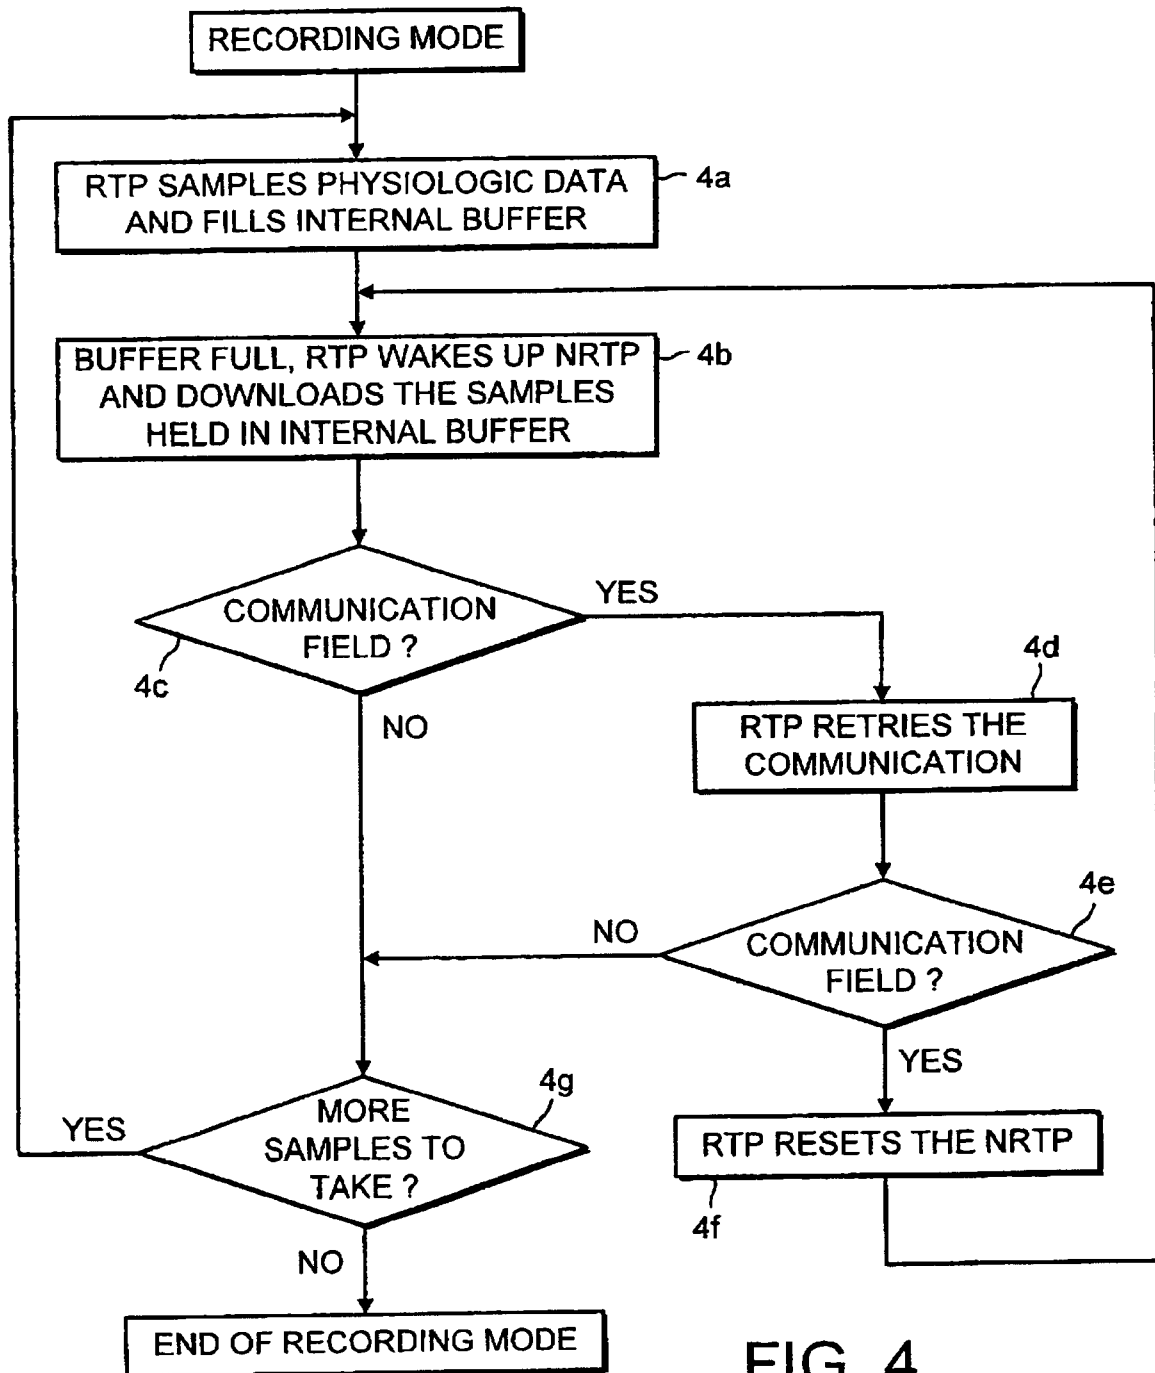 RECORDING MODE
RTP SAMPLES PHYSIOLOGIC DATA
AND FILLS INTERNAL BUFFER
4a
BUFFER FULL, RTP WAKES UP NRTP
AND DOWNLOADS THE SAMPLES
HELD IN INTERNAL BUFFER
4b
COMMUNICATION
FIELD ?
4c
YES
NO
4d
RTP RETRIES THE
COMMUNICATION
4e
COMMUNICATION
FIELD ?
NO
YES
4g
MORE
SAMPLES TO
TAKE ?
YES
NO
RTP RESETS THE NRTP
4f
END OF RECORDING MODE
FIG. 4